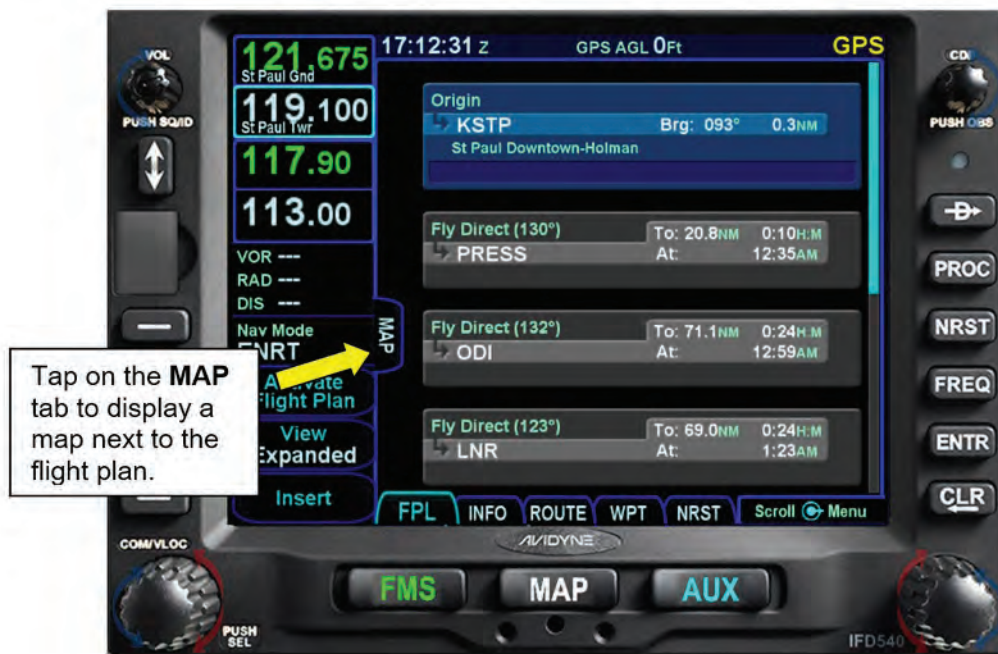 VOL
PUSH SQ/ID
121.675
St Paul Gnd
119.100
St Paul Twr
117.90
113.00
VOR ---
RAD ---
DIS ---
Nav Mode
ENRT
Activate
Flight Plan
View
Expanded
Insert
17:12:31 Z GPS AGL 0Ft GPS
Origin
KSTP Brg: 093° 0.3NM
St Paul Downtown-Holman
Fly Direct (130°) To: 20.8NM 0:10H:M
PRESS At: 12:35AM
Fly Direct (132°) To: 71.1NM 0:24H:M
ODI At: 12:59AM
Fly Direct (123°) To: 69.0NM 0:24H:M
LNR At: 1:23AM
MAP
Tap on the MAP
tab to display a
map next to the
flight plan.
FPL INFO ROUTE WPT NRST Scroll Menu
CDI
PUSH OBS
D
PROC
NRST
FREQ
ENTR
CLR
AVIDYNE
COM/VLOC
PUSH
SEL
FMS MAP AUX
IFD540